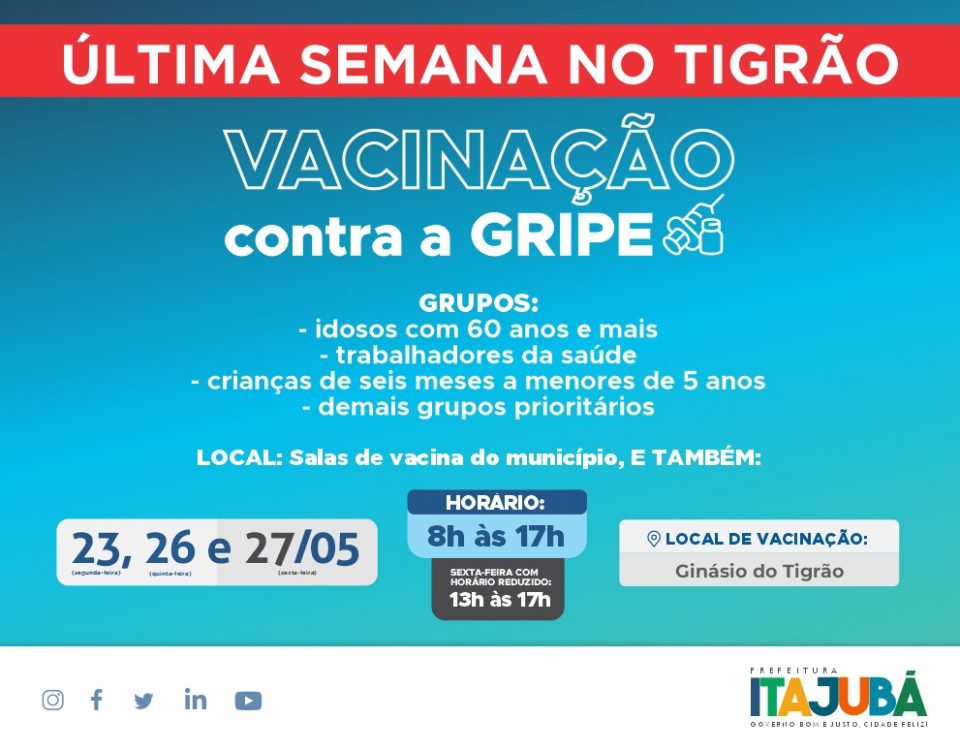 ÚLTIMA SEMANA NO TIGRÃO
VACINAÇÃO
contra a GRIPE
GRUPOS:
- idosos com 60 anos e mais
- trabalhadores da saúde
- crianças de seis meses a menores de 5 anos
- demais grupos prioritários
LOCAL: Salas de vacina do município, E TAMBÉM:
23, 26 e 27/05
(segunda-feira) (quinta-feira) (sexta-feira)
HORÁRIO:
8h às 17h
SEXTA-FEIRA COM
HORÁRIO REDUZIDO:
13h às 17h
LOCAL DE VACINAÇÃO:
Ginásio do Tigrão
PREFEITURA
ITAJUBÁ
GOVERNO BOM E JUSTO, CIDADE FELIZ!